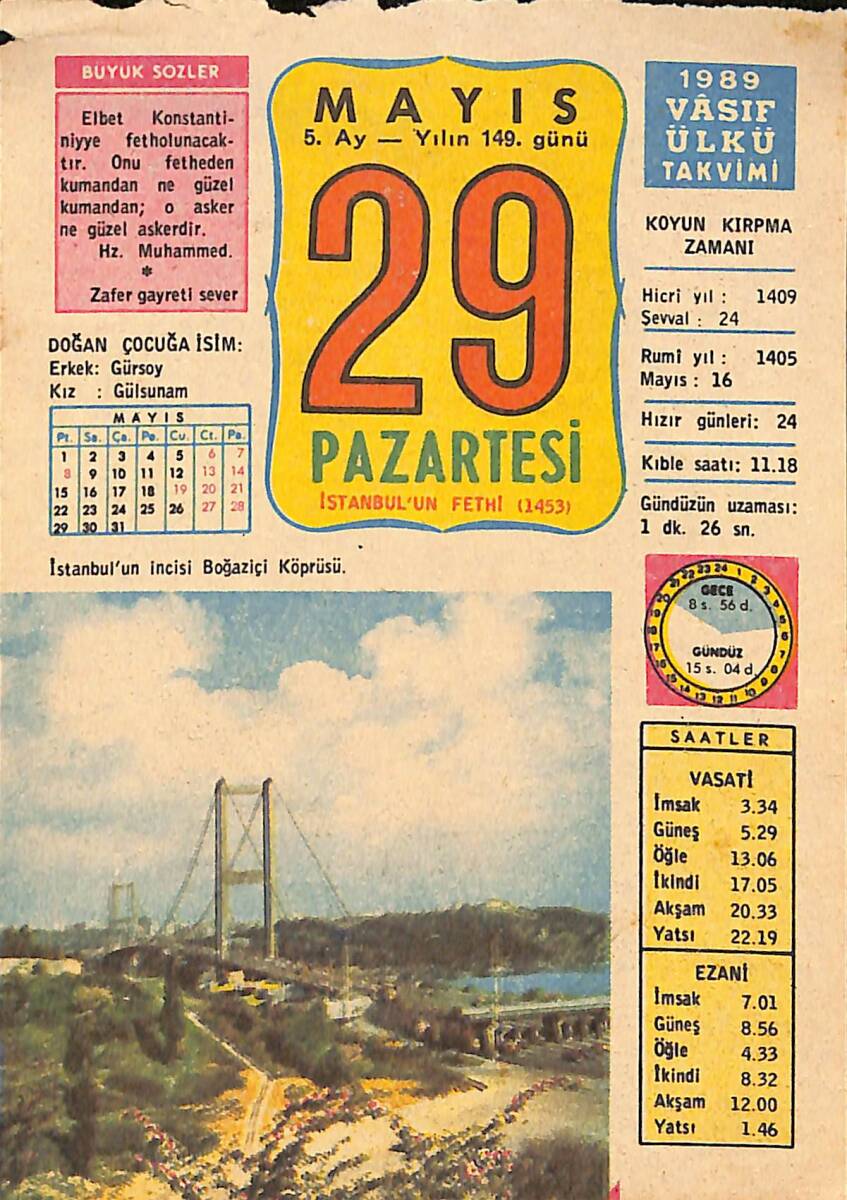 BÜYÜK SÖZLER
Elbet Konstanti-
niyye fetholunacak-
tır. Onu fetheden
kumandan ne güzel
kumandan; o asker
ne güzel askerdir.
Hz. Muhammed.
*
Zafer gayreti sever
DOĞAN ÇOCUĞA İSİM:
Erkek: Gürsoy
Kız : Gülsunam
MAYIS
Pt. Sa. Ça. Pe. Cu. Ct. Pa.
1 2 3 4 5 6 7
8 9 10 11 12 13 14
15 16 17 18 19 20 21
22 23 24 25 26 27 28
29 30 31
MAYIS
5. Ay — Yılın 149. günü
29
PAZARTESİ
İSTANBUL'UN FETHİ (1453)
1989
VÂSIF
ÜLKÜ
TAKVİMİ
KOYUN KIRPMA
ZAMANI
Hicrî yıl : 1409
Şevval : 24
Rumî yıl : 1405
Mayıs : 16
Hızır günleri: 24
Kıble saatı: 11.18
Gündüzün uzaması:
1 dk. 26 sn.
İstanbul'un incisi Boğaziçi Köprüsü.
GECE
8 s. 56 d.
GÜNDÜZ
15 s. 04 d.
SAATLER
VASATİ
İmsak 3.34
Güneş 5.29
Öğle 13.06
İkindi 17.05
Akşam 20.33
Yatsı 22.19
EZANİ
İmsak 7.01
Güneş 8.56
Öğle 4.33
İkindi 8.32
Akşam 12.00
Yatsı 1.46